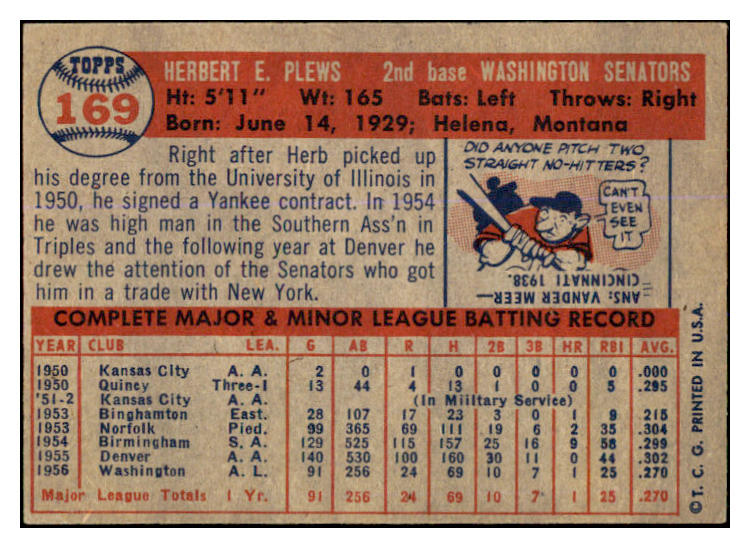 TOPPS
169
HERBERT E. PLEWS 2nd base WASHINGTON SENATORS
Ht: 5'11" Wt: 165 Bats: Left Throws: Right
Born: June 14, 1929; Helena, Montana
Right after Herb picked up
his degree from the University of Illinois in
1950, he signed a Yankee contract. In 1954
he was high man in the Southern Ass'n in
Triples and the following year at Denver he
drew the attention of the Senators who got
him in a trade with New York.
DID ANYONE PITCH TWO
STRAIGHT NO-HITTERS?
CAN'T
EVEN
SEE
IT
ANS: VANDER MEER—
CINCINNATI 1938.
COMPLETE MAJOR & MINOR LEAGUE BATTING RECORD
YEAR CLUB LEA. G AB R H 2B 3B HR RBI AVG.
1950 Kansas City A. A. 2 0 1 0 0 0 0 0 .000
1950 Quincy Three-I 13 44 4 13 1 0 0 5 .295
'51-2 Kansas City A. A. (In Military Service)
1953 Binghamton East. 28 107 17 23 3 0 1 9 .215
1953 Norfolk Pied. 99 365 69 111 19 6 2 35 .304
1954 Birmingham S. A. 129 525 115 157 25 16 9 58 .299
1955 Denver A. A. 140 530 100 160 30 11 0 44 .302
1956 Washington A. L. 91 256 24 69 10 7 1 25 .270
Major League Totals 1 Yr. 91 256 24 69 10 7 1 25 .270
© T. C. G. PRINTED IN U.S.A.